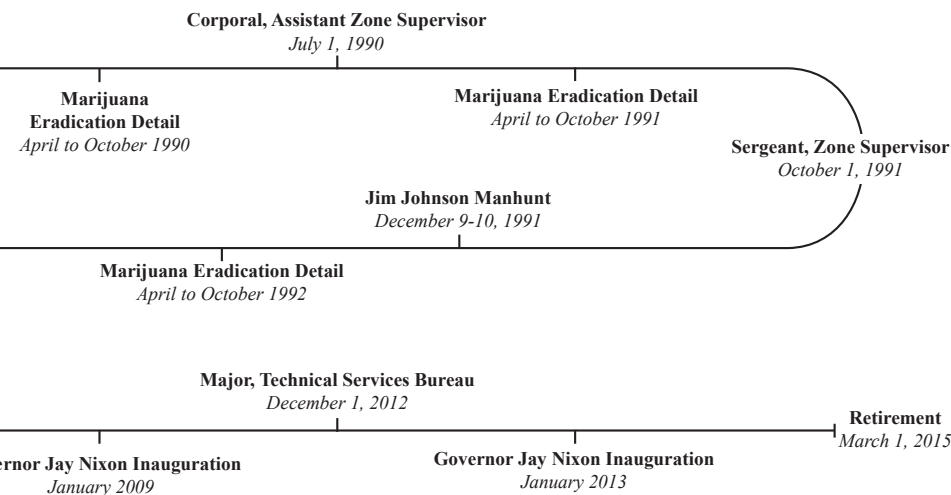 Corporal, Assistant Zone Supervisor
July 1, 1990
Marijuana
Eradication Detail
April to October 1990
Marijuana Eradication Detail
April to October 1991
Sergeant, Zone Supervisor
October 1, 1991
Jim Johnson Manhunt
December 9-10, 1991
Marijuana Eradication Detail
April to October 1992
Major, Technical Services Bureau
December 1, 2012
Retirement
March 1, 2015
ernor Jay Nixon Inauguration
January 2009
Governor Jay Nixon Inauguration
January 2013